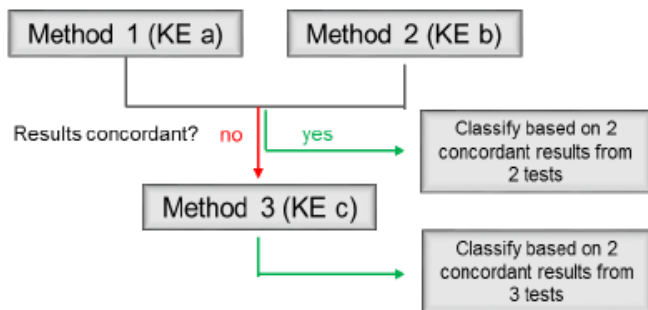 Method 1 (KE a)
Method 2 (KE b)
Results concordant?
no
yes
Classify based on 2
concordant results from
2 tests
Method 3 (KE c)
Classify based on 2
concordant results from
3 tests